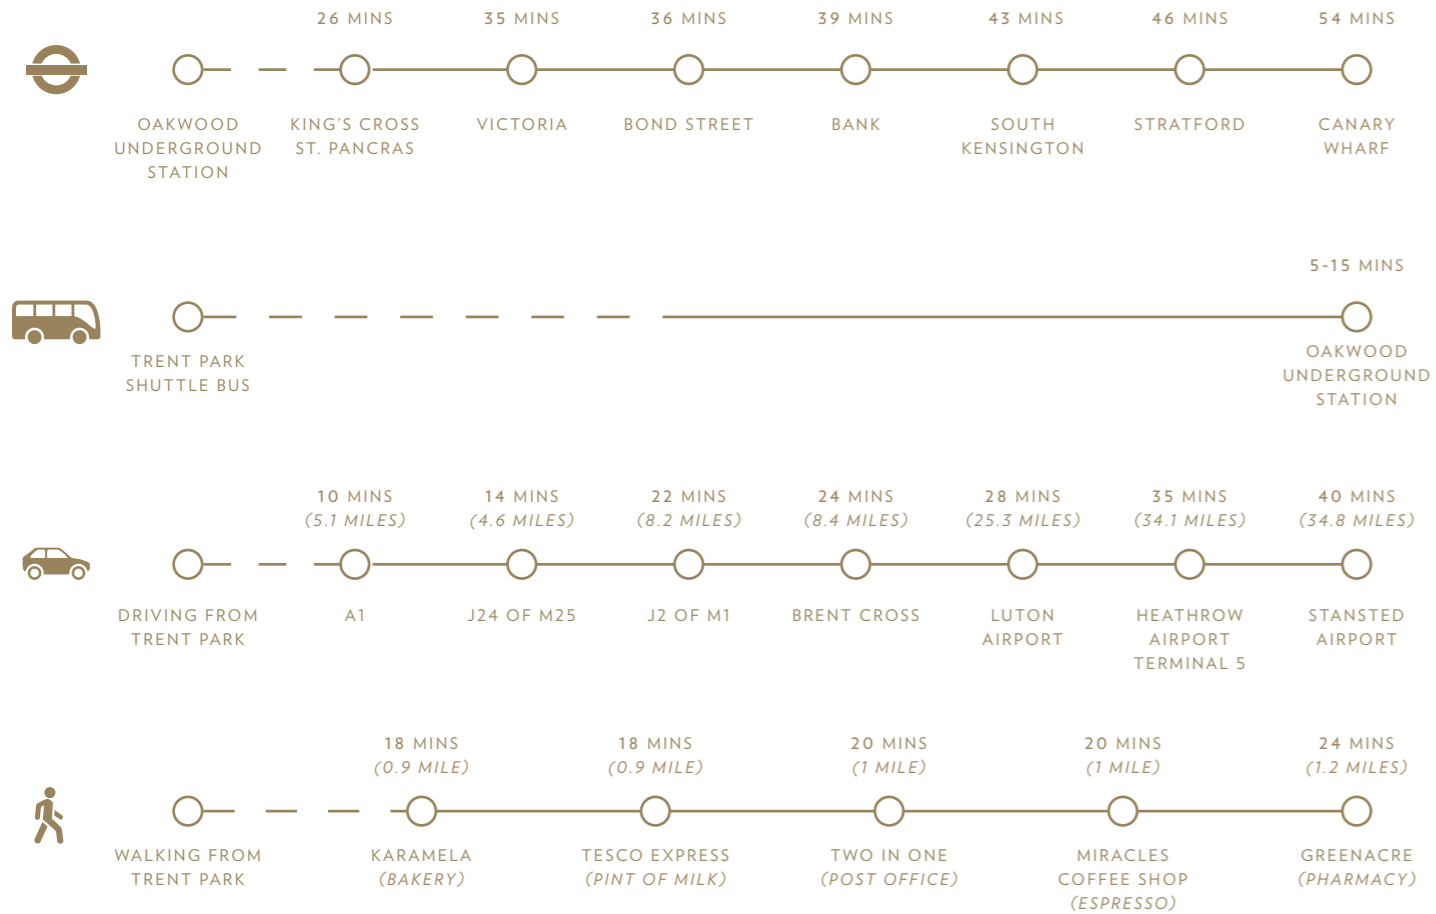 26 MINS
35 MINS
36 MINS
39 MINS
43 MINS
46 MINS
54 MINS
OAKWOOD
UNDERGROUND
STATION
KING'S CROSS
ST. PANCRAS
VICTORIA
BOND STREET
BANK
SOUTH
KENSINGTON
STRATFORD
CANARY
WHARF
5-15 MINS
TRENT PARK
SHUTTLE BUS
OAKWOOD
UNDERGROUND
STATION
10 MINS
(5.1 MILES)
14 MINS
(4.6 MILES)
22 MINS
(8.2 MILES)
24 MINS
(8.4 MILES)
28 MINS
(25.3 MILES)
35 MINS
(34.1 MILES)
40 MINS
(34.8 MILES)
DRIVING FROM
TRENT PARK
A1
J24 OF M25
J2 OF M1
BRENT CROSS
LUTON
AIRPORT
HEATHROW
AIRPORT
TERMINAL 5
STANSTED
AIRPORT
18 MINS
(0.9 MILE)
18 MINS
(0.9 MILE)
20 MINS
(1 MILE)
20 MINS
(1 MILE)
24 MINS
(1.2 MILES)
WALKING FROM
TRENT PARK
KARAMELA
(BAKERY)
TESCO EXPRESS
(PINT OF MILK)
TWO IN ONE
(POST OFFICE)
MIRACLES
COFFEE SHOP
(ESPRESSO)
GREENACRE
(PHARMACY)